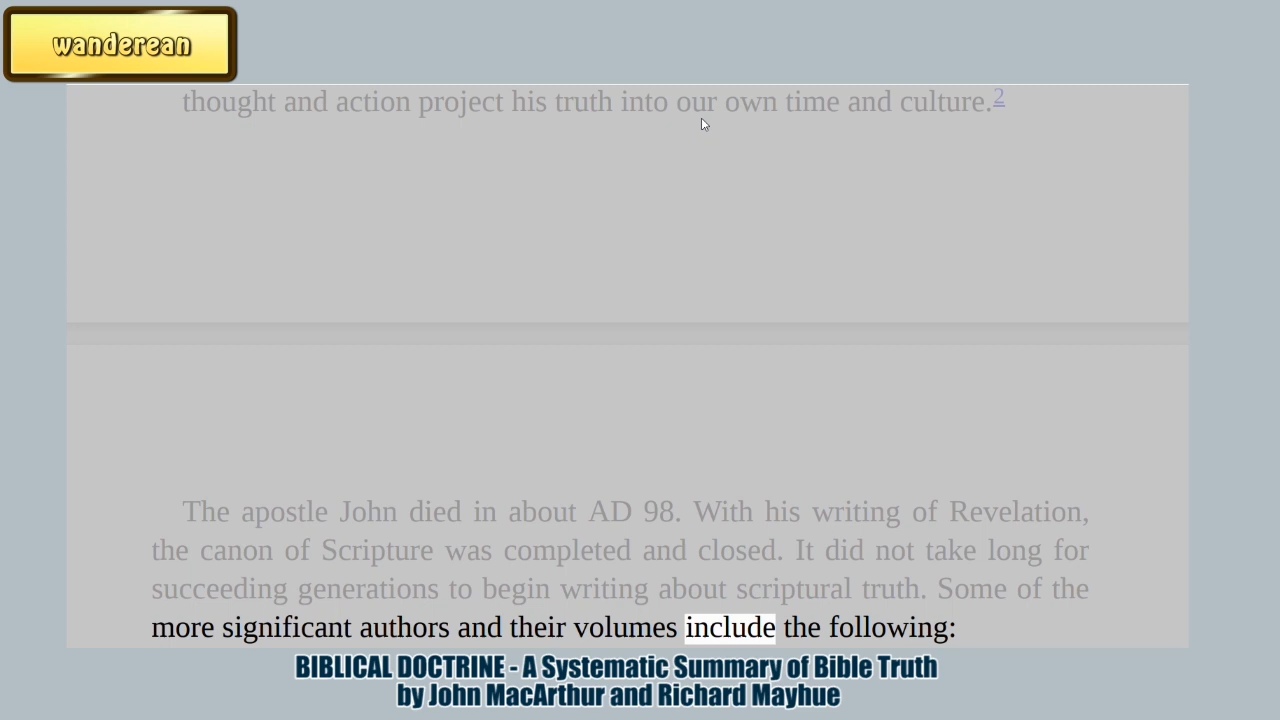 wanderean
thought and action project his truth into our own time and culture.2
The apostle John died in about AD 98. With his writing of Revelation,
the canon of Scripture was completed and closed. It did not take long for
succeeding generations to begin writing about scriptural truth. Some of the
more significant authors and their volumes include the following:
BIBLICAL DOCTRINE - A Systematic Summary of Bible Truth
by John MacArthur and Richard Mayhue